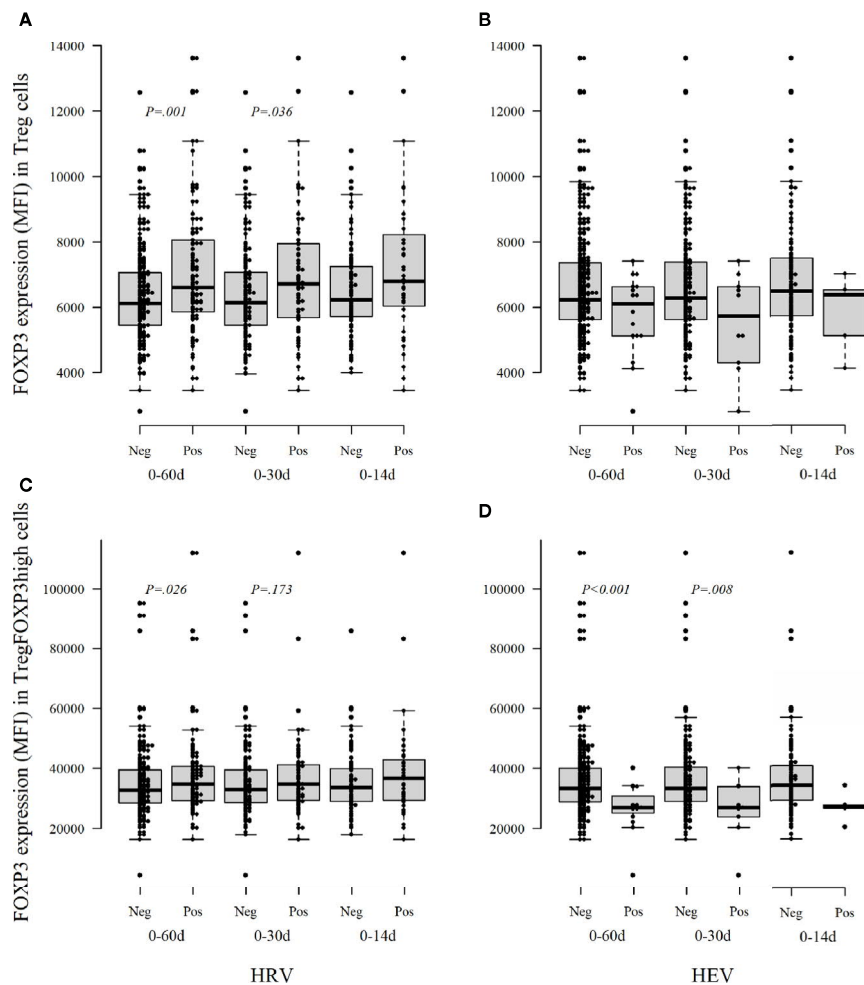 A
B
FOXP3 expression (MFI) in Treg cells
14000
12000
10000
8000
6000
4000
P=.001
P=.036
Neg
Pos
Neg
Pos
Neg
Pos
0-60d
0-30d
0-14d
14000
12000
10000
8000
6000
4000
Neg
Pos
Neg
Pos
Neg
Pos
0-60d
0-30d
0-14d
C
D
FOXP3 expression (MFI) in TregFOXP3high cells
100000
80000
60000
40000
20000
P=.026
P=.173
Neg
Pos
Neg
Pos
Neg
Pos
0-60d
0-30d
0-14d
HRV
100000
80000
60000
40000
20000
P<0.001
P=.008
Neg
Pos
Neg
Pos
Neg
Pos
0-60d
0-30d
0-14d
HEV